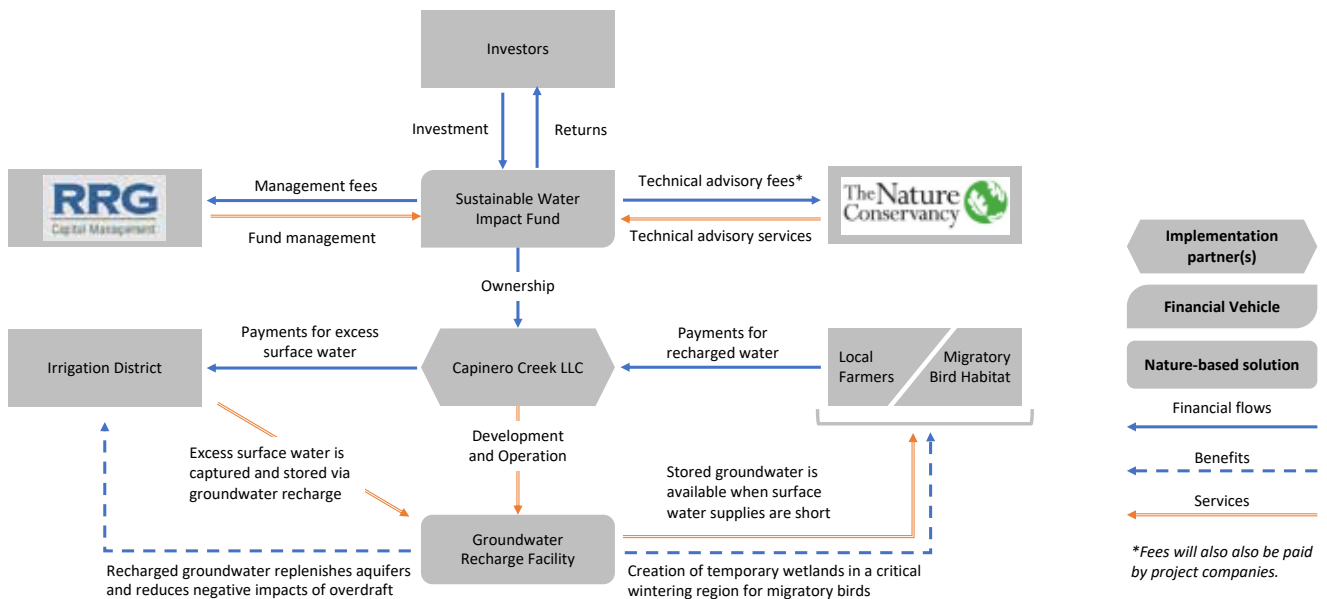 Investors
Investment
Returns
RRG
Capital Management
Management fees
Fund management
Sustainable Water
Impact Fund
Technical advisory fees*
Technical advisory services
The Nature
Conservancy
Ownership
Irrigation District
Payments for excess
surface water
Capinero Creek LLC
Payments for
recharged water
Local
Farmers
Migratory
Bird Habitat
Excess surface water is
captured and stored via
groundwater recharge
Development
and Operation
Stored groundwater is
available when surface
water supplies are short
Groundwater
Recharge Facility
Recharged groundwater replenishes aquifers
and reduces negative impacts of overdraft
Creation of temporary wetlands in a critical
wintering region for migratory birds
Implementation
partner(s)
Financial Vehicle
Nature-based solution
Financial flows
Benefits
Services
*Fees will also also be paid
by project companies.